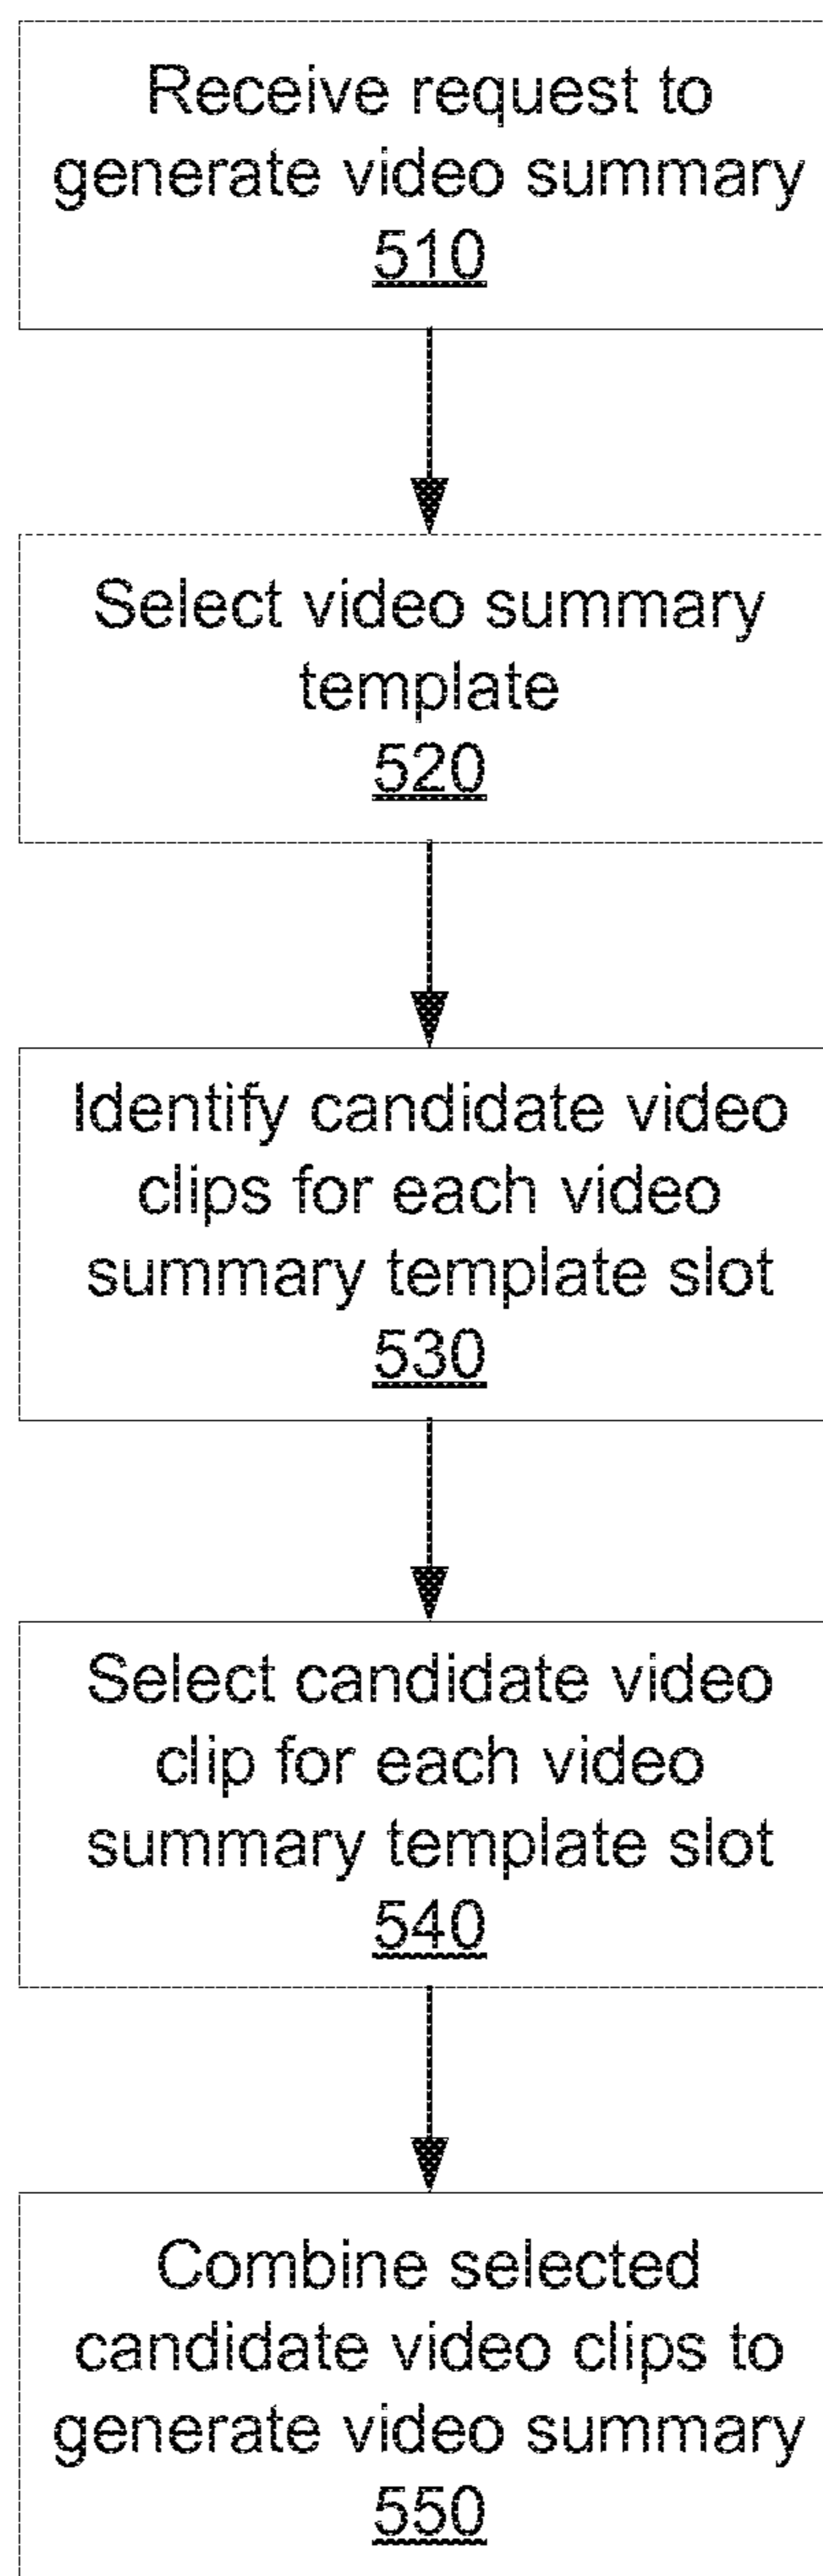 Receive request to
generate video summary
510
Select video summary
template
520
Identify candidate video
clips for each video
summary template slot
530
Select candidate video
clip for each video
summary template slot
540
Combine selected
candidate video clips to
generate video summary
550